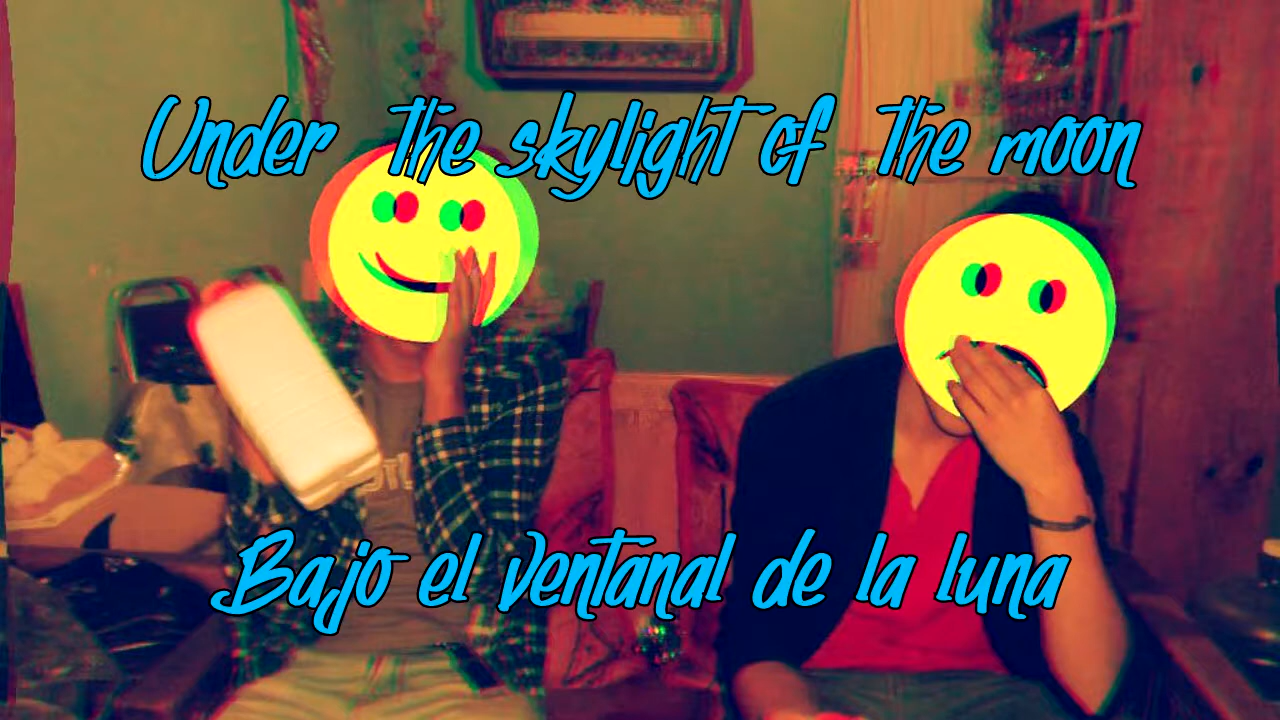 Under the skylight of the moon
Bajo el ventanal de la luna